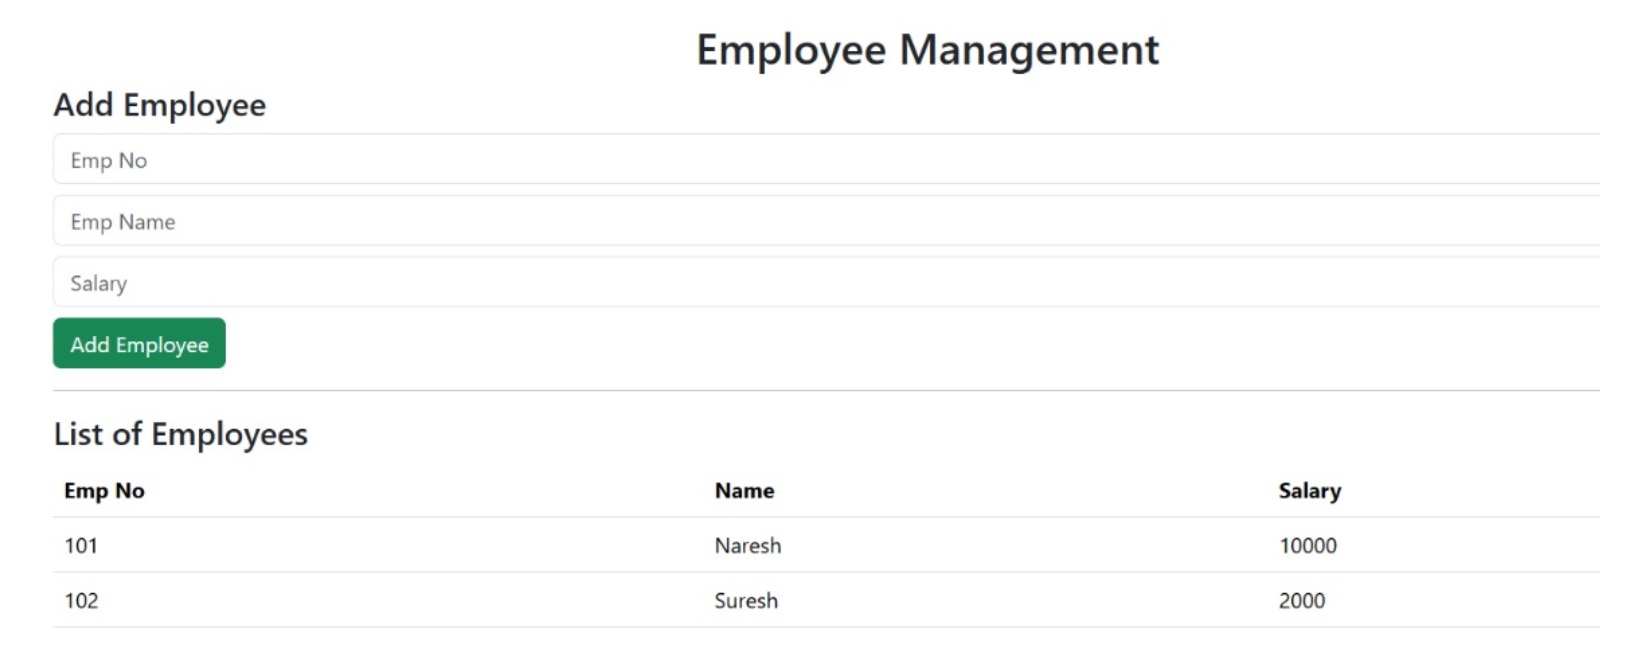 Employee Management
Add Employee
Emp No
Emp Name
Salary
Add Employee
List of Employees
Emp No Name Salary
101 Naresh 10000
102 Suresh 2000